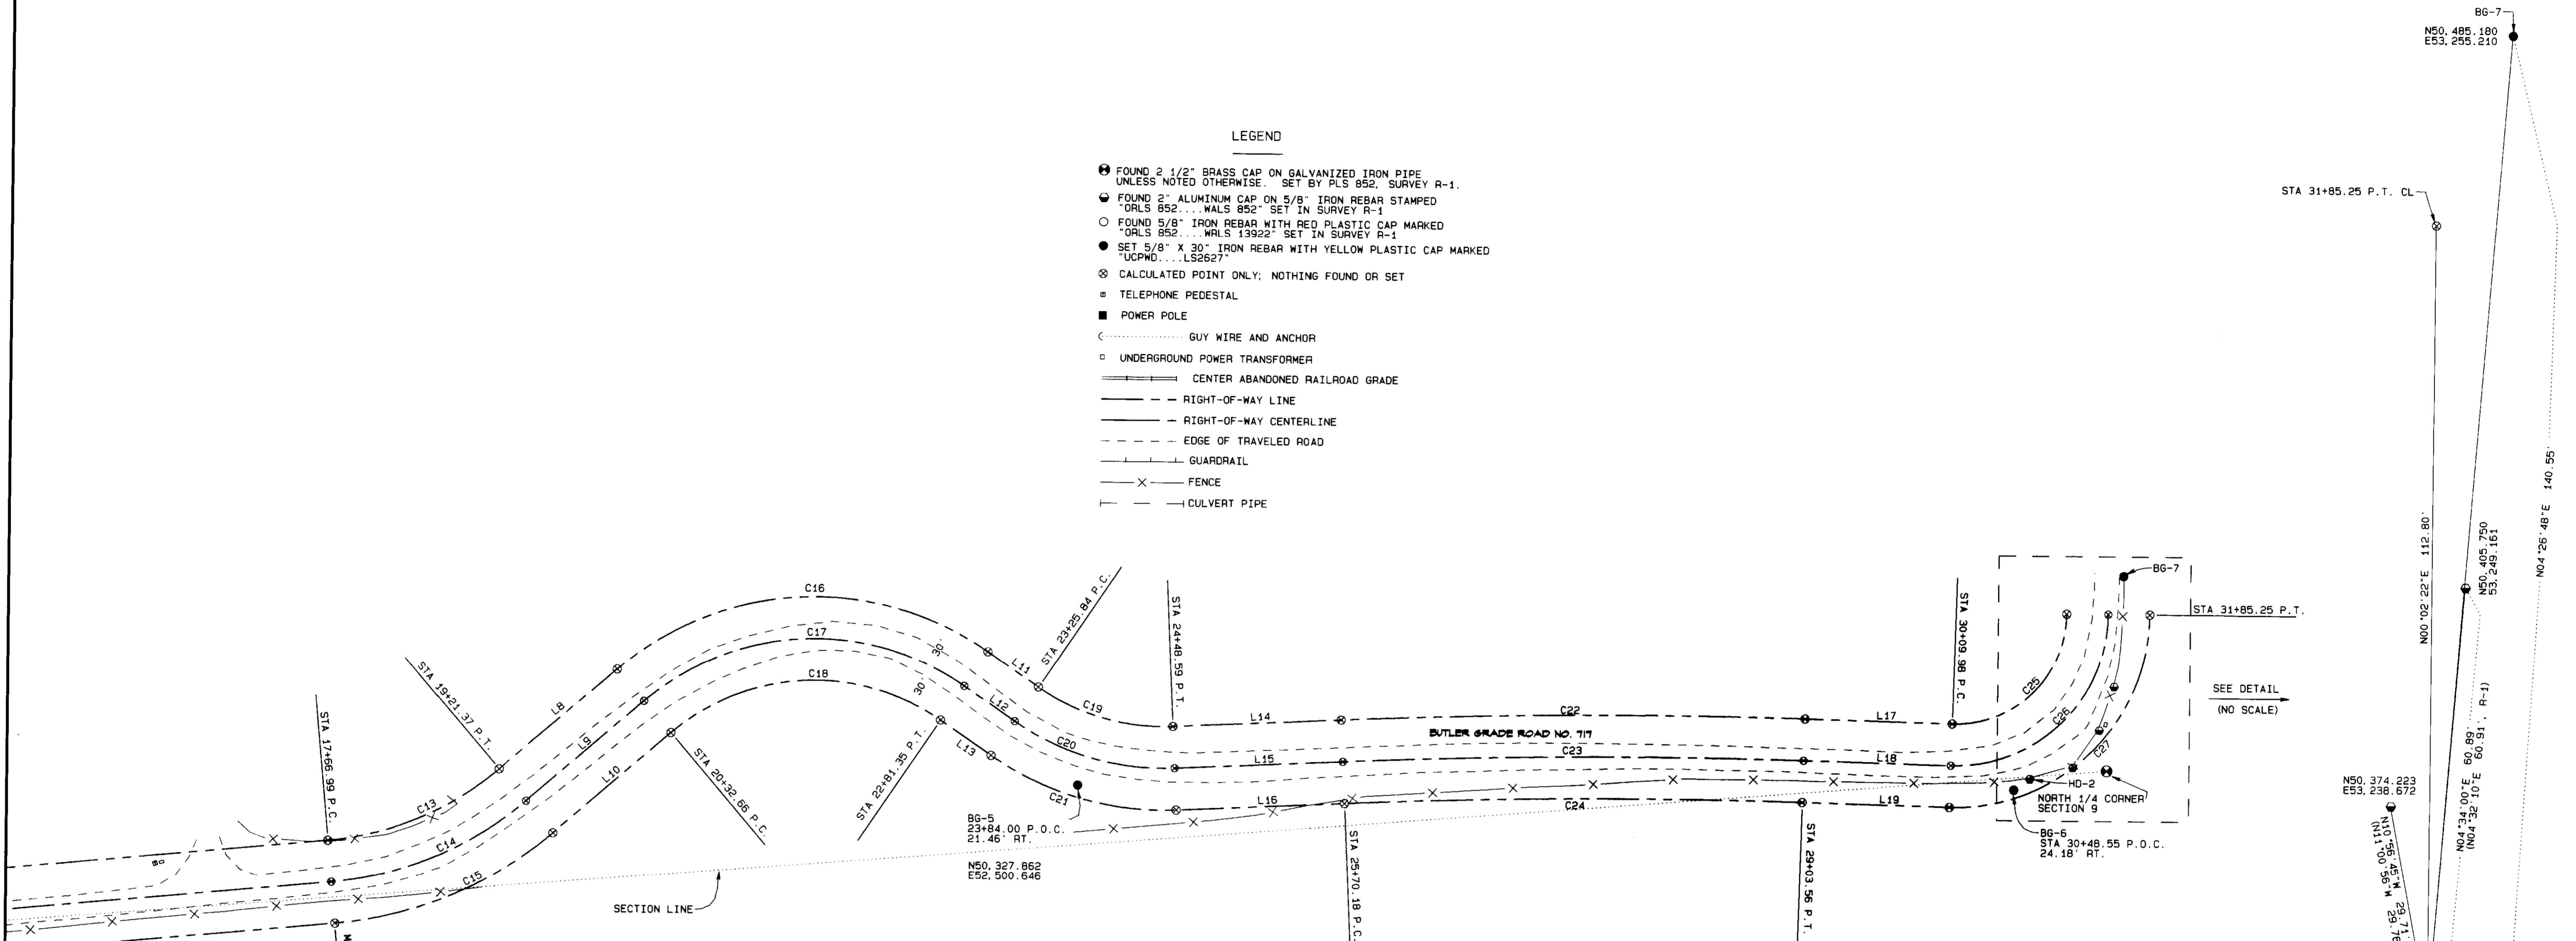 LEGEND
FOUND 2 1/2" BRASS CAP ON GALVANIZED IRON PIPE
UNLESS NOTED OTHERWISE. SET BY PLS 852, SURVEY R-1.
FOUND 2" ALUMINUM CAP ON 5/8" IRON REBAR STAMPED
"ORLS 852....WALS 852" SET IN SURVEY R-1
FOUND 5/8" IRON REBAR WITH RED PLASTIC CAP MARKED
"ORLS 852....WRLS 13922" SET IN SURVEY R-1
SET 5/8" X 30" IRON REBAR WITH YELLOW PLASTIC CAP MARKED
"UCPWD....LS2627"
CALCULATED POINT ONLY; NOTHING FOUND OR SET
TELEPHONE PEDESTAL
POWER POLE
GUY WIRE AND ANCHOR
UNDERGROUND POWER TRANSFORMER
CENTER ABANDONED RAILROAD GRADE
RIGHT-OF-WAY LINE
RIGHT-OF-WAY CENTERLINE
EDGE OF TRAVELED ROAD
GUARDRAIL
FENCE
CULVERT PIPE
STA 17+66.99 P.C.
STA 19+21.37 P.T.
STA 20+32.66 P.C.
STA 22+81.35 P.T.
STA 23+25.84 P.C.
STA 24+48.59 P.T.
STA 25+70.18 P.C.
STA 29+03.56 P.T.
STA 30+09.98 P.C.
STA 31+85.25 P.T.
C13
C14
C15
L8
L9
L10
C16
C17
C18
30'
30'
L11
L12
L13
C19
C20
C21
L14
L15
L16
C22
BUTLER GRADE ROAD NO. 717
C23
C24
L17
L18
L19
C25
C26
C27
BG-5
23+84.00 P.O.C.
21.46' RT.
N50,327.862
E52,500.646
SECTION LINE
BG-7
HD-2
NORTH 1/4 CORNER
SECTION 9
BG-6
STA 30+48.55 P.O.C.
24.18' RT.
SEE DETAIL
(NO SCALE)
BG-7
N50,485.180
E53,255.210
STA 31+85.25 P.T. CL
N00°20'22"E 112.80'
N04°26'48"E 140.55'
N50,405.750
53,249.161
N04°34'00"E 60.89'
(N04°32'10"E 60.91', R-1)
N50,374.223
E53,238.672
N10°56'45"W 29.71'
(N11°00'56"W 29.76